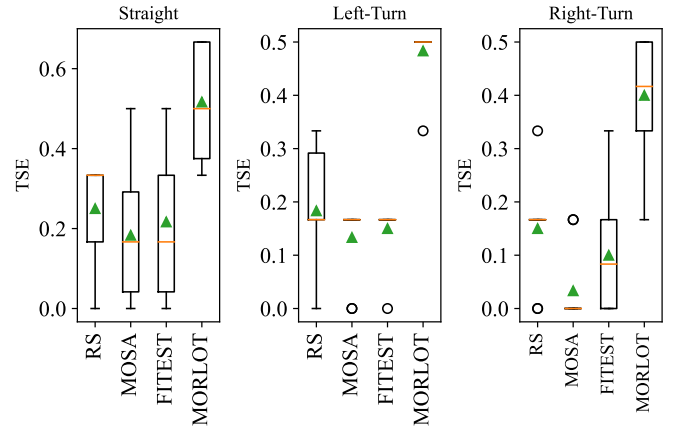 Straight
TSE
0.6
0.4
0.2
0.0
RS
MOSA
FITEST
MORLOT
Left-Turn
TSE
0.5
0.4
0.3
0.2
0.1
0.0
RS
MOSA
FITEST
MORLOT
Right-Turn
TSE
0.5
0.4
0.3
0.2
0.1
0.0
RS
MOSA
FITEST
MORLOT